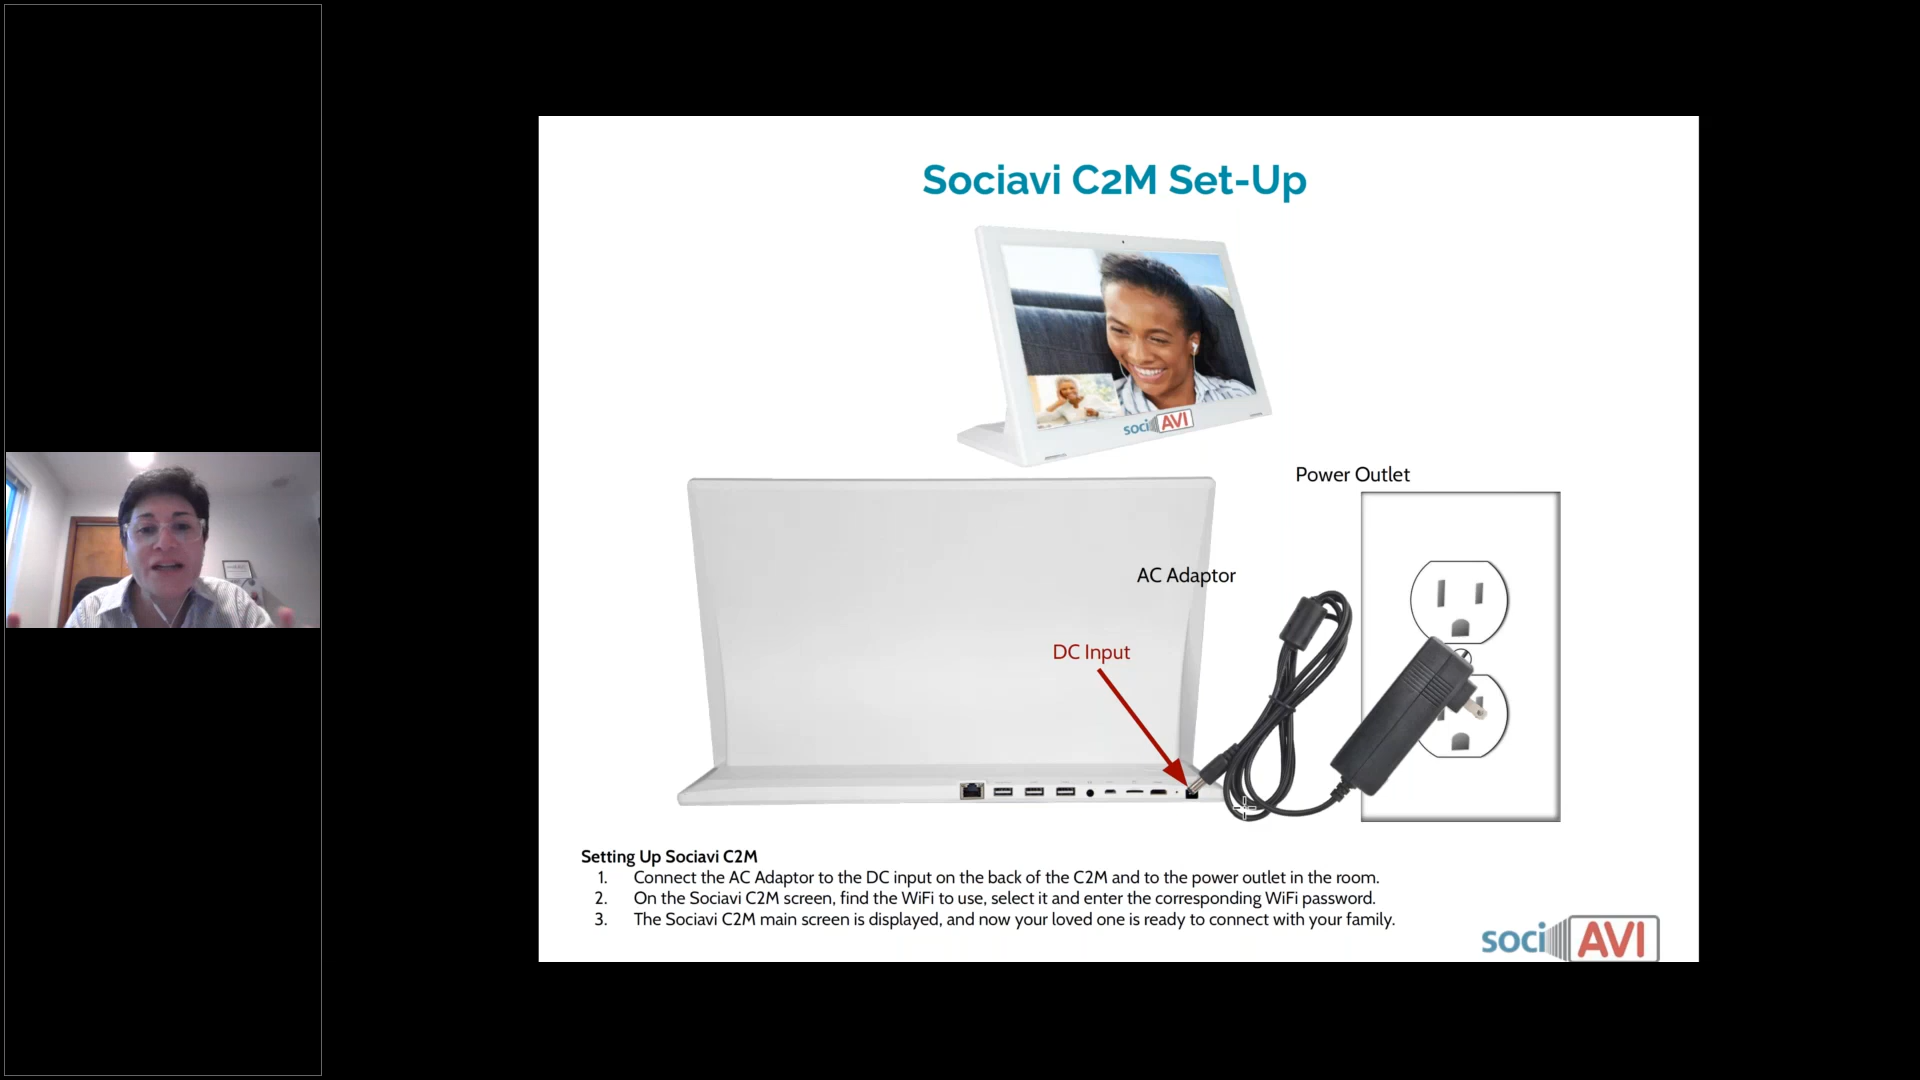 Sociavi C2M Set-Up
sociAVI
Power Outlet
AC Adaptor
DC Input
Setting Up Sociavi C2M
1. Connect the AC Adaptor to the DC input on the back of the C2M and to the power outlet in the room.
2. On the Sociavi C2M screen, find the WiFi to use, select it and enter the corresponding WiFi password.
3. The Sociavi C2M main screen is displayed, and now your loved one is ready to connect with your family.
sociAVI